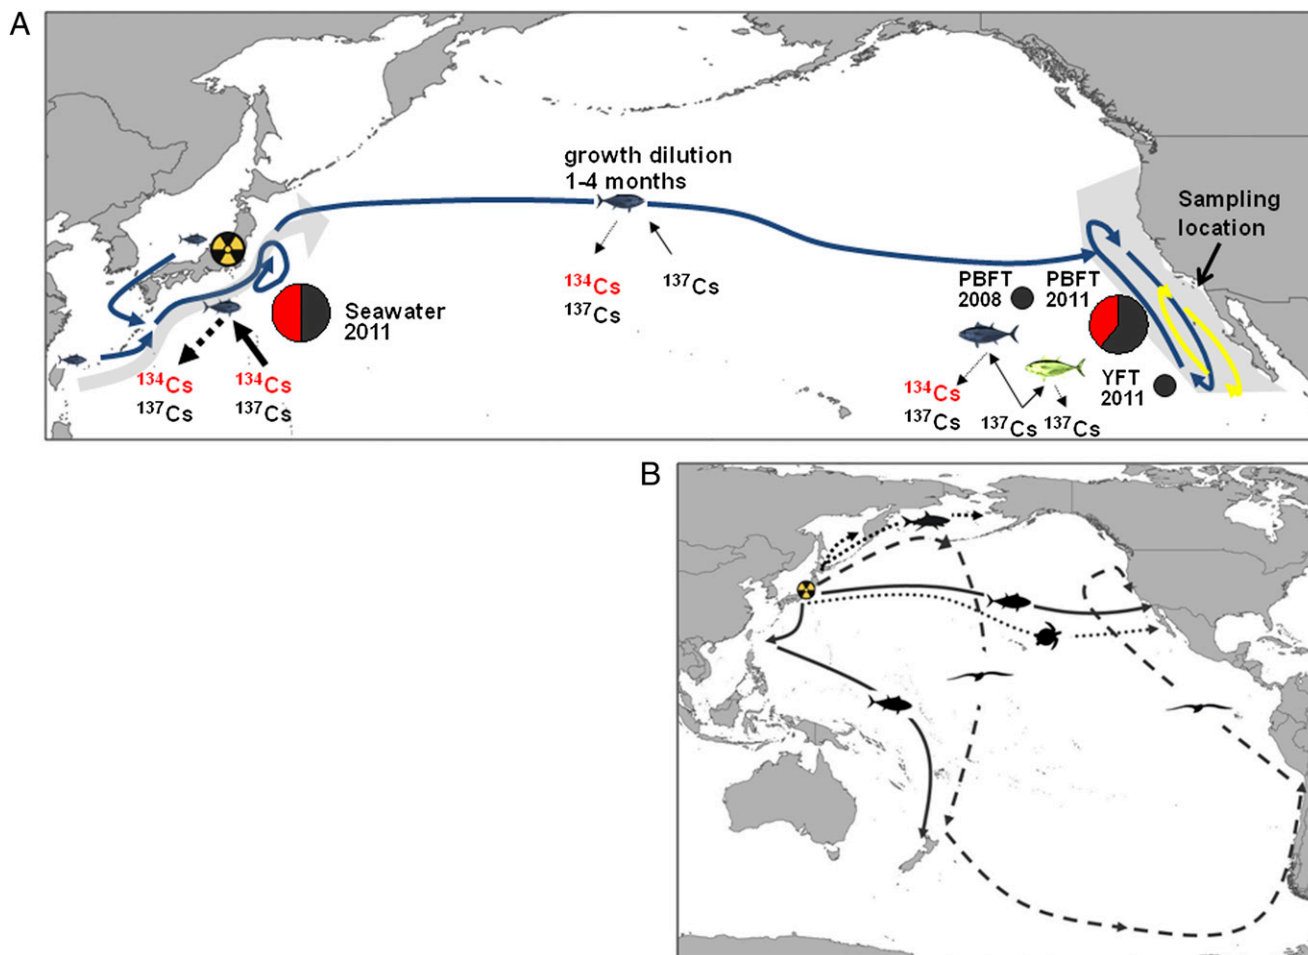 A
growth dilution
1-4 months
¹³⁴Cs
¹³⁷Cs
¹³⁷Cs
Sampling
location
Seawater
2011
¹³⁴Cs
¹³⁷Cs
¹³⁴Cs
¹³⁷Cs
PBFT
2008
PBFT
2011
YFT
2011
¹³⁴Cs
¹³⁷Cs
¹³⁷Cs
¹³⁷Cs
B